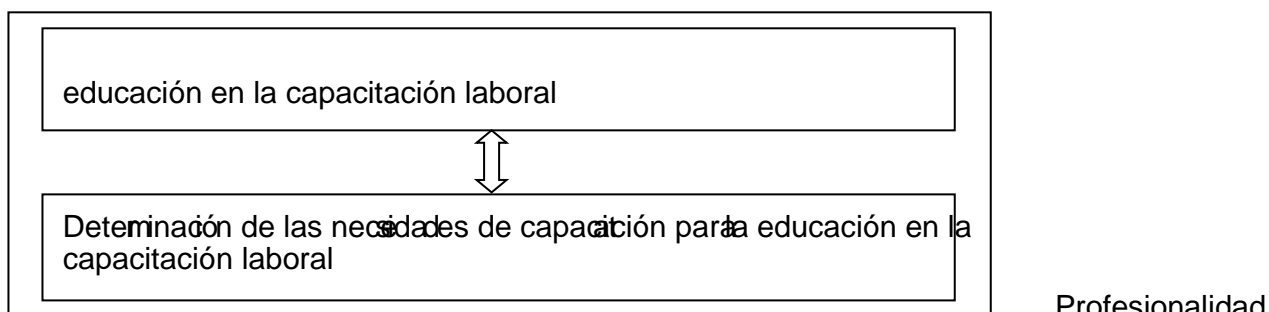 educación en la capacitación laboral
Determinación de las necesidades de capacitación para la educación en la
capacitación laboral
Profesionalidad